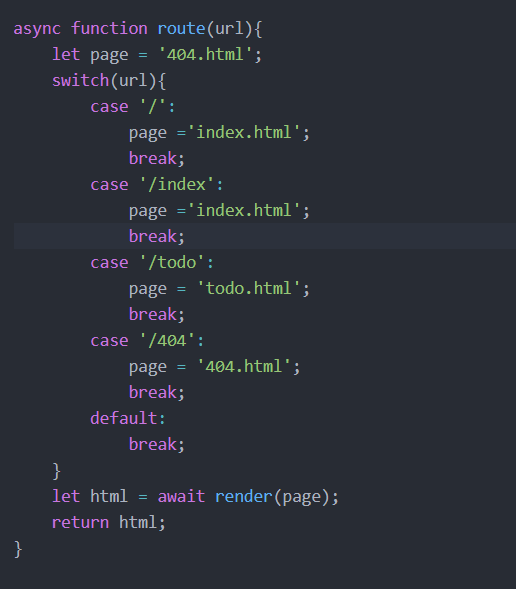 async function route(url){
    let page = '404.html';
    switch(url){
        case '/':
            page ='index.html';
            break;
        case '/index':
            page ='index.html';
            break;
        case '/todo':
            page = 'todo.html';
            break;
        case '/404':
            page = '404.html';
            break;
        default:
            break;
    }
    let html = await render(page);
    return html;
}